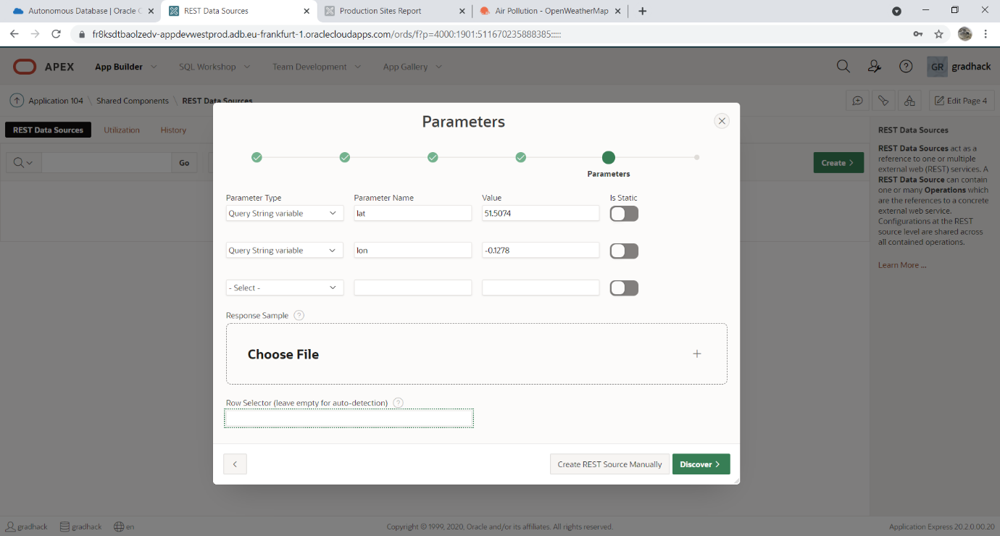 Autonomous Database | Oracle C
REST Data Sources
Production Sites Report
Air Pollution - OpenWeatherMap
fr8ksdtbaolzedv-appdevwestprod.adb.eu-frankfurt-1.oraclecloudapps.com/ords/f?p=4000:1901:511670235888385:::::
APEX
App Builder
SQL Workshop
Team Development
App Gallery
GR
gradhack
Application 104
Shared Components
REST Data Sources
Edit Page 4
REST Data Sources
Utilization
History
Go
Create
REST Data Sources
REST Data Sources act as a
reference to one or multiple
external web (REST) services. A
REST Data Source can contain
one or many Operations which
are the references to a concrete
external web service.
Configurations at the REST
source level are shared across
all contained operations.
Learn More ...
Parameters
Parameters
Parameter Type
Parameter Name
Value
Is Static
Query String variable
lat
51.5074
Query String variable
lon
-0.1278
- Select -
Response Sample
Choose File
Row Selector (leave empty for auto-detection)
Create REST Source Manually
Discover
gradhack
gradhack
en
Copyright © 1999, 2020, Oracle and/or its affiliates. All rights reserved.
Application Express 20.2.0.00.20